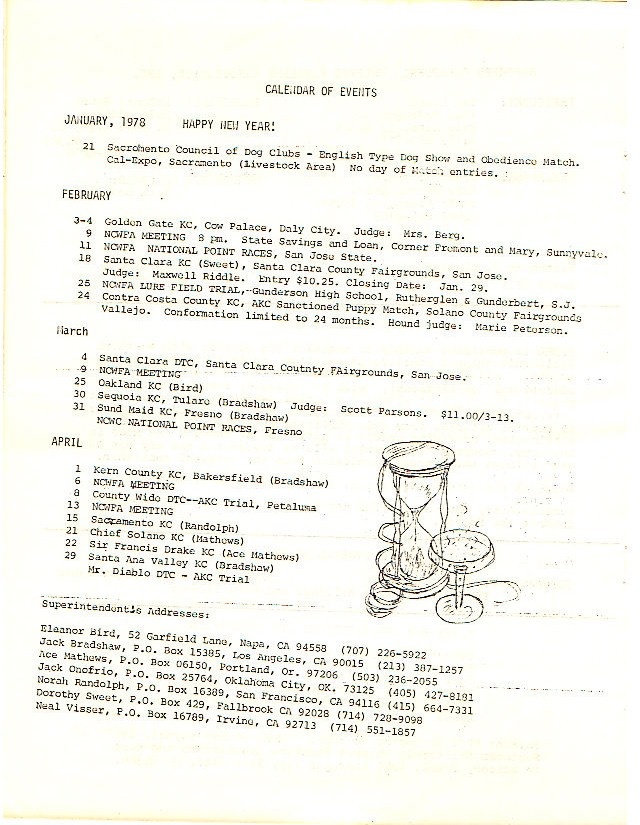 CALENDAR OF EVENTS
JANUARY, 1978 HAPPY NEW YEAR!
21 Sacromento Council of Dog Clubs - English Type Dog Show and Obedience Match.
Cal-Expo, Sacramento (Livestock Area) No day of Match entries.
FEBRUARY
3-4 Golden Gate KC, Cow Palace, Daly City. Judge: Mrs. Berg.
9 NCWFA MEETING 8 pm. State Savings and Loan, Corner Fremont and Mary, Sunnyvale.
11 NCWFA NATIONAL POINT RACES, San Jose State.
18 Santa Clara KC (Sweet), Santa Clara County Fairgrounds, San Jose.
Judge: Maxwell Riddle. Entry $10.25. Closing Date: Jan. 29.
25 NCWFA LURE FIELD TRIAL, Gunderson High School, Rutherglen & Gunderbert, S.J.
24 Contra Costa County KC, AKC Sanctioned Puppy Match, Solano County Fairgrounds
Vallejo. Conformation limited to 24 months. Hound judge: Marie Peterson.
March
4 Santa Clara DTC, Santa Clara Coutnty FAirgrounds, San Jose.
9 NCWFA MEETING
25 Oakland KC (Bird)
30 Sequoia KC, Tulare (Bradshaw) Judge: Scott Parsons. $11.00/3-13.
31 Sund Maid KC, Fresno (Bradshaw)
NCWC NATIONAL POINT RACES, Fresno
APRIL
1 Kern County KC, Bakersfield (Bradshaw)
6 NCWFA MEETING
8 County Wide DTC--AKC Trial, Petaluma
13 NCWFA MEETING
15 Sacramento KC (Randolph)
21 Chief Solano KC (Mathews)
22 Sir Francis Drake KC (Ace Mathews)
29 Santa Ana Valley KC (Bradshaw)
Mr. Diablo DTC - AKC Trial
Superintendent's Addresses:
Eleanor Bird, 52 Garfield Lane, Napa, CA 94558 (707) 226-5922
Jack Bradshaw, P.O. Box 15385, Los Angeles, CA 90015 (213) 387-1257
Ace Mathews, P.O. Box 06150, Portland, Or. 97206 (503) 236-2055
Jack Onofrio, P.O. Box 25764, Oklahoma City, OK. 73125 (405) 427-8181
Norah Randolph, P.O. Box 16389, San Francisco, CA 94116 (415) 664-7331
Dorothy Sweet, P.O. Box 429, Fallbrook CA 92028 (714) 728-9098
Neal Visser, P.O. Box 16789, Irvine, CA 92713 (714) 551-1857